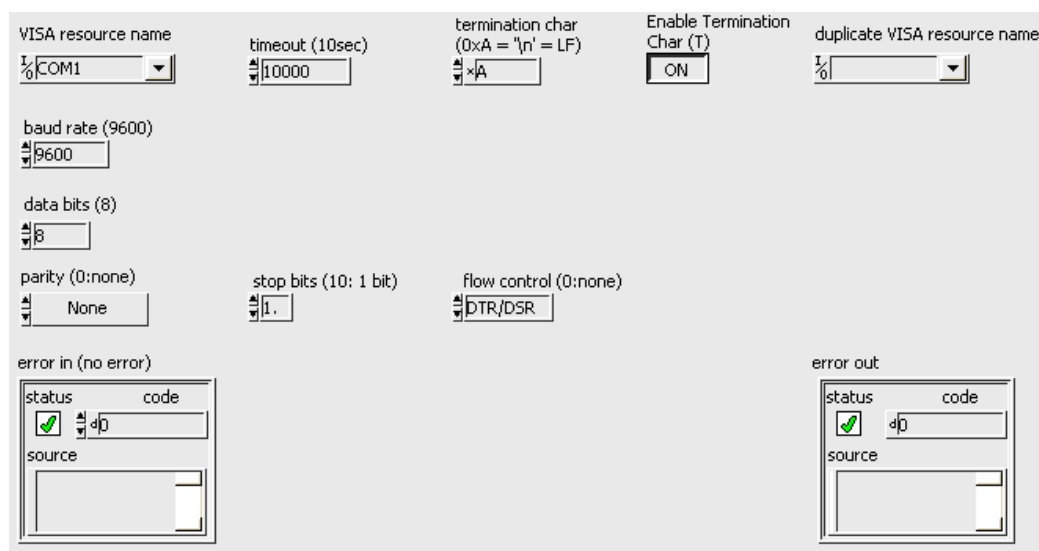 VISA resource name
COM1
timeout (10sec)
10000
termination char
(0xA = '\n' = LF)
×A
Enable Termination
Char (T)
ON
duplicate VISA resource name
baud rate (9600)
9600
data bits (8)
8
parity (0:none)
None
stop bits (10: 1 bit)
1.
flow control (0:none)
DTR/DSR
error in (no error)
status code
d0
source
error out
status code
d0
source